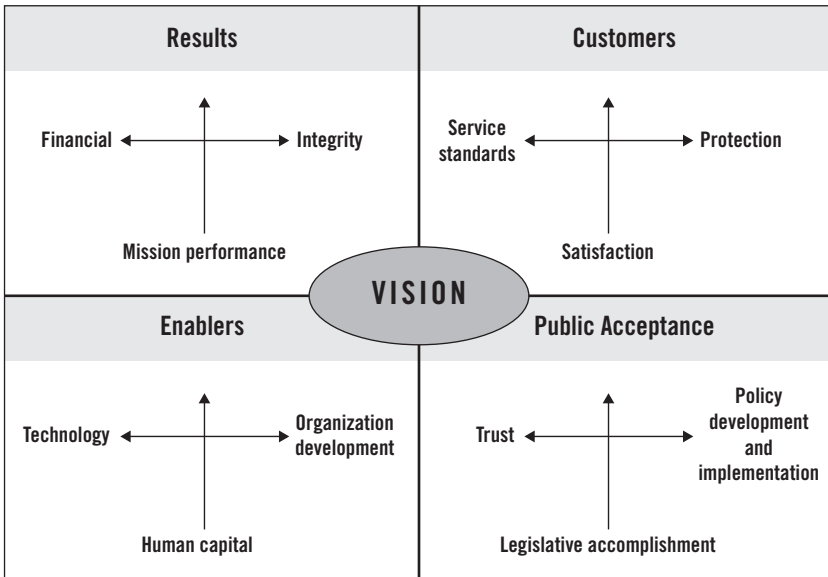 Results
Financial
Integrity
Mission performance
Customers
Service
standards
Protection
Satisfaction
VISION
Enablers
Technology
Organization
development
Human capital
Public Acceptance
Trust
Policy
development
and
implementation
Legislative accomplishment